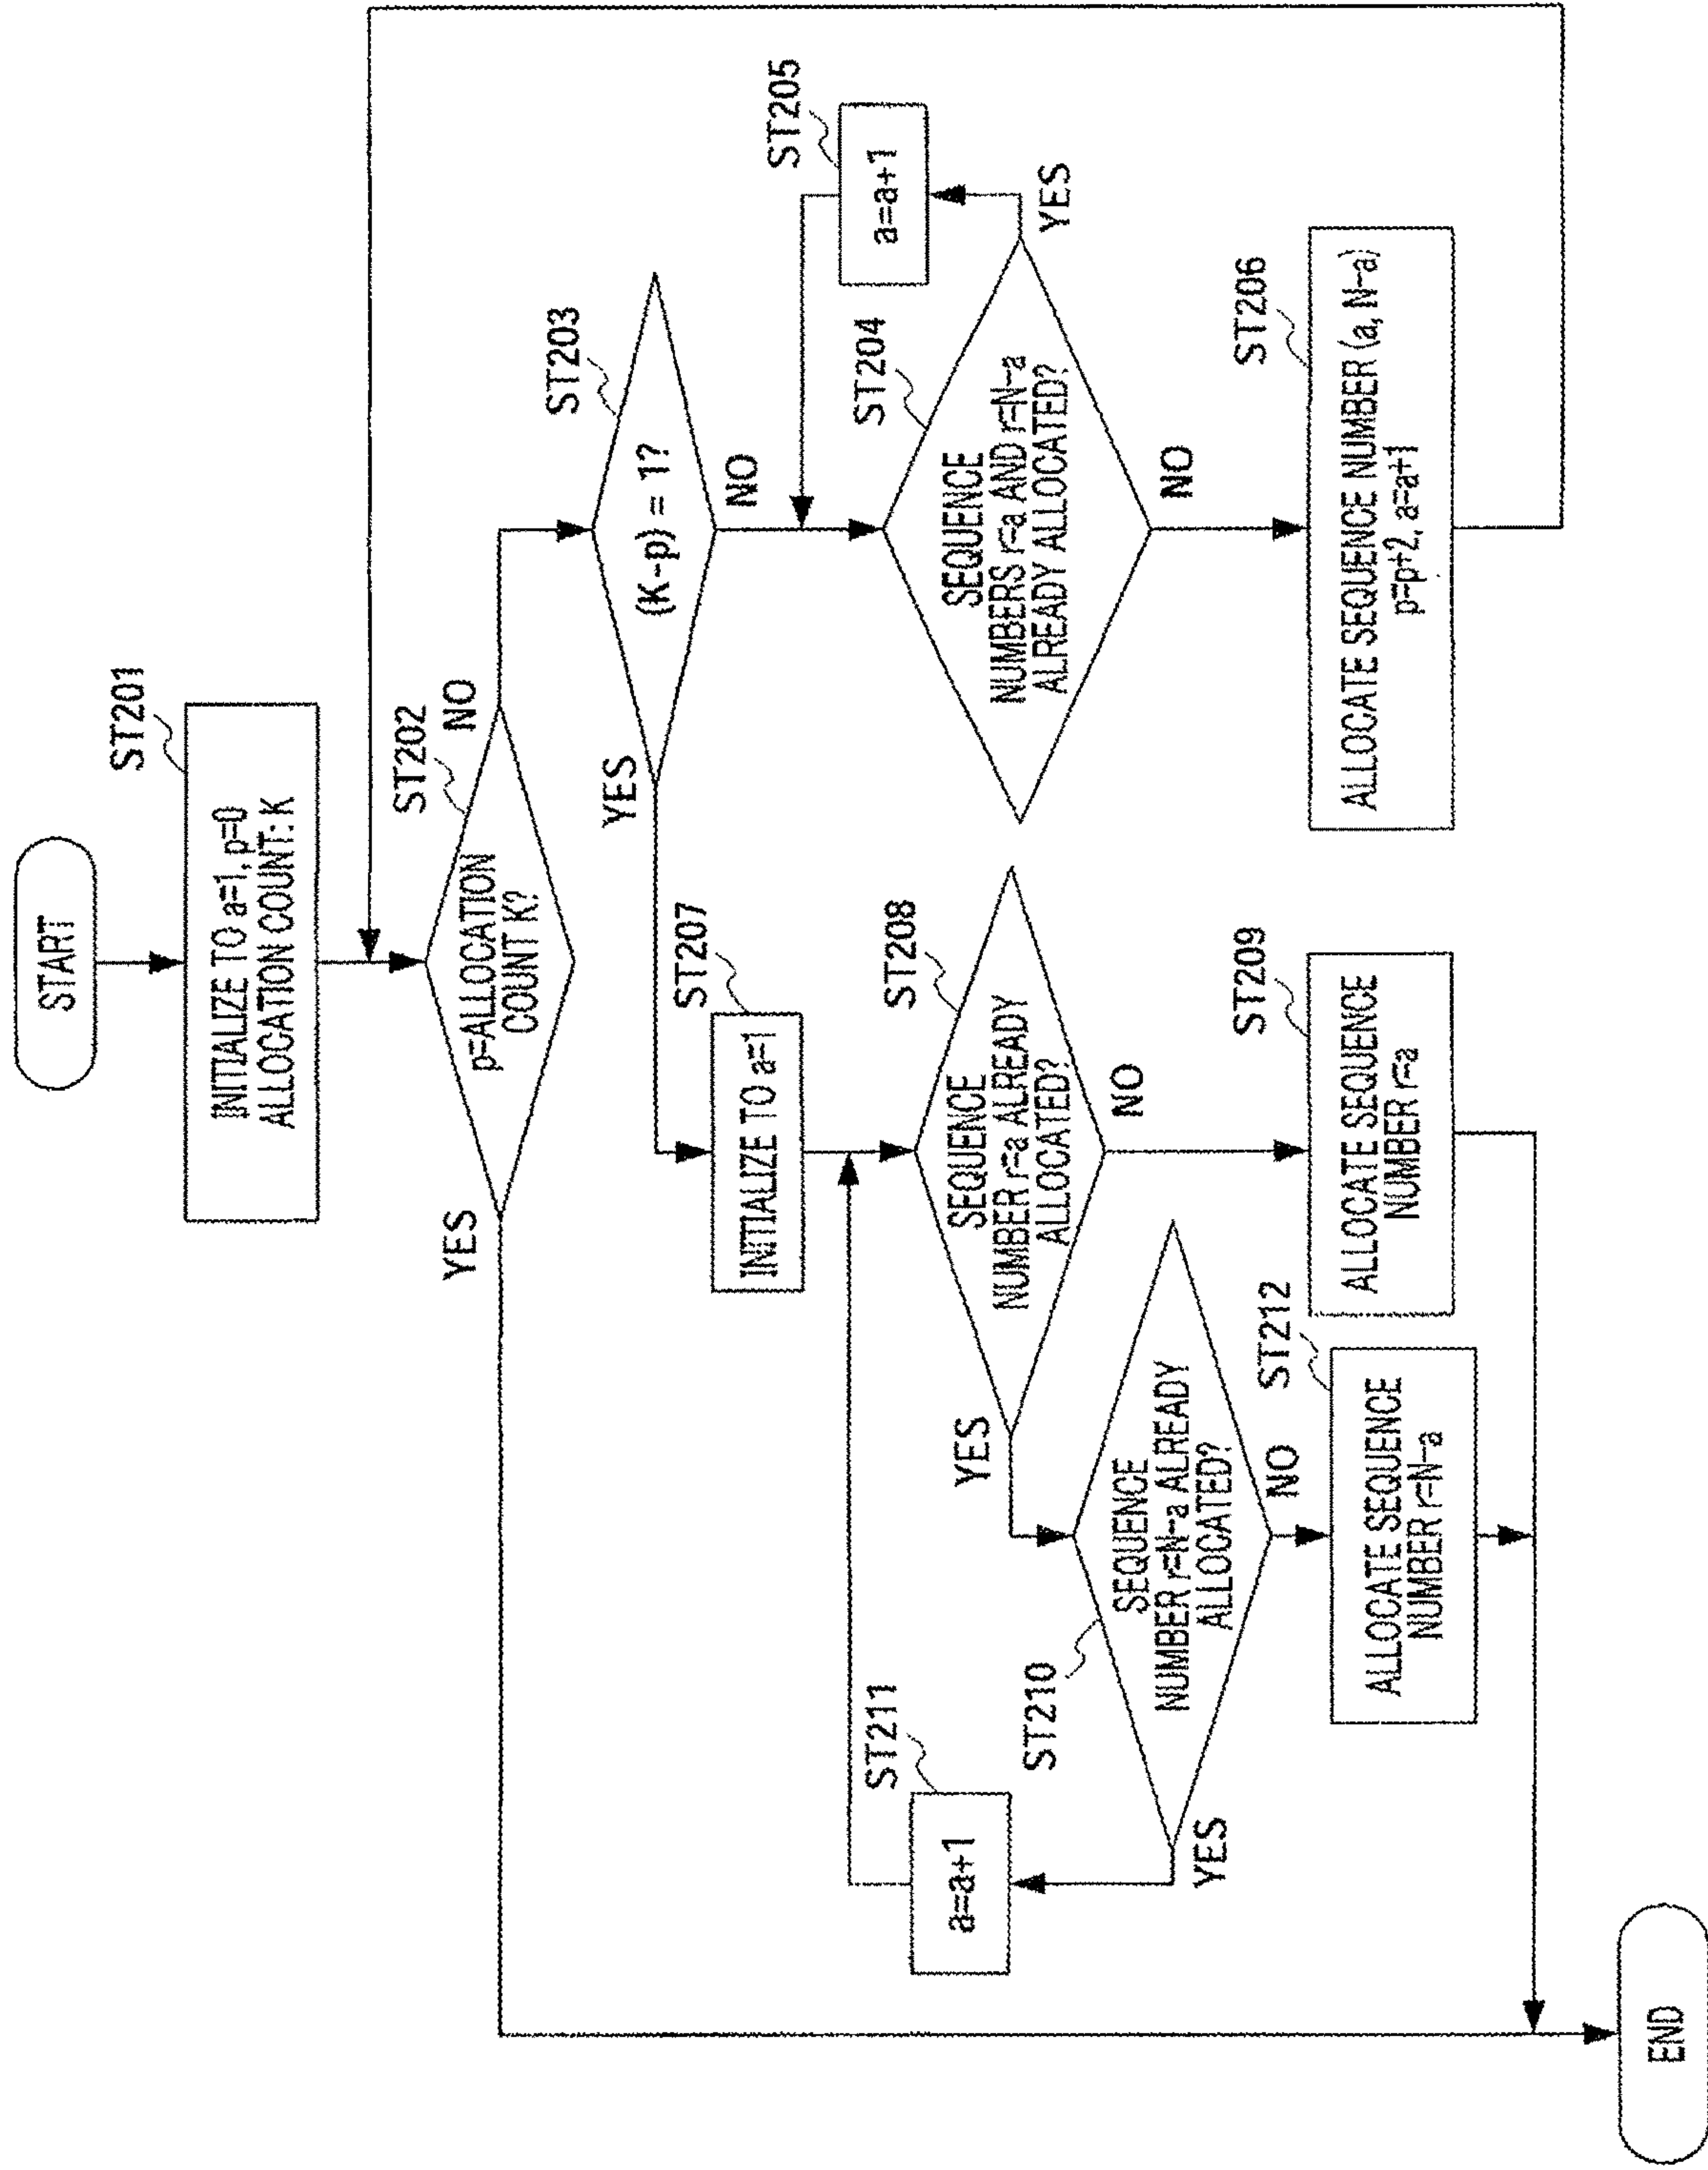 START
ST201
INITIALIZE TO a=1, p=0
ALLOCATION COUNT: K
ST202
p=ALLOCATION
COUNT K?
YES
NO
ST203
(K-p) = 1?
YES
NO
ST205
a=a+1
ST204
SEQUENCE
NUMBERS r=a AND r=N-a
ALREADY ALLOCATED?
YES
NO
ST206
ALLOCATE SEQUENCE NUMBER (a, N-a)
p=p+2, a=a+1
ST207
INITIALIZE TO a=1
ST208
SEQUENCE
NUMBER r=a ALREADY
ALLOCATED?
YES
NO
ST209
ALLOCATE SEQUENCE
NUMBER r=a
ST210
SEQUENCE
NUMBER r=N-a ALREADY
ALLOCATED?
YES
NO
ST211
a=a+1
ST212
ALLOCATE SEQUENCE
NUMBER r=N-a
END